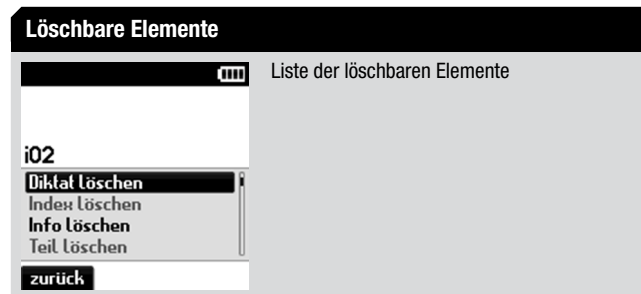 Löschbare Elemente
Liste der löschbaren Elemente
i02
Diktat löschen
Index löschen
Info löschen
Teil löschen
zurück